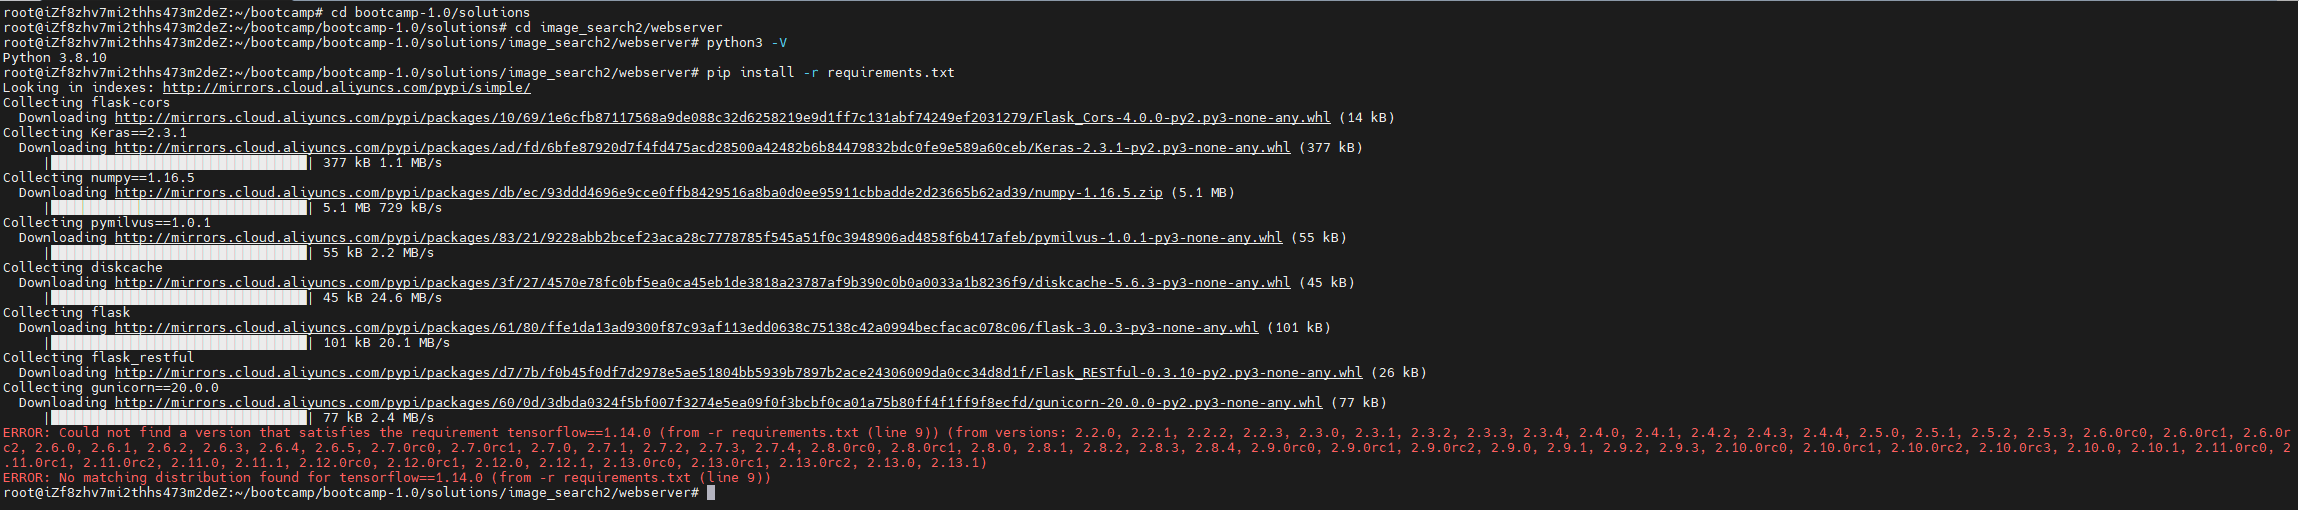 root@iZf8zhv7mi2thhs473m2deZ:~/bootcamp# cd bootcamp-1.0/solutions
root@iZf8zhv7mi2thhs473m2deZ:~/bootcamp/bootcamp-1.0/solutions# cd image_search2/webserver
root@iZf8zhv7mi2thhs473m2deZ:~/bootcamp/bootcamp-1.0/solutions/image_search2/webserver# python3 -V
Python 3.8.10
root@iZf8zhv7mi2thhs473m2deZ:~/bootcamp/bootcamp-1.0/solutions/image_search2/webserver# pip install -r requirements.txt
Looking in indexes: http://mirrors.cloud.aliyuncs.com/pypi/simple/
Collecting flask-cors
  Downloading http://mirrors.cloud.aliyuncs.com/pypi/packages/10/69/1e6cfb87117568a9de088c32d6258219e9d1ff7c131abf74249ef2031279/Flask_Cors-4.0.0-py2.py3-none-any.whl (14 kB)
Collecting Keras==2.3.1
  Downloading http://mirrors.cloud.aliyuncs.com/pypi/packages/ad/fd/6bfe87920d7f4fd475acd28500a42482b6b84479832bdc0fe9e589a60ceb/Keras-2.3.1-py2.py3-none-any.whl (377 kB)
     |████████████████████████████████| 377 kB 1.1 MB/s
Collecting numpy==1.16.5
  Downloading http://mirrors.cloud.aliyuncs.com/pypi/packages/db/ec/93ddd4696e9cce0ffb8429516a8ba0d0ee95911cbbadde2d23665b62ad39/numpy-1.16.5.zip (5.1 MB)
     |████████████████████████████████| 5.1 MB 729 kB/s
Collecting pymilvus==1.0.1
  Downloading http://mirrors.cloud.aliyuncs.com/pypi/packages/83/21/9228abb2bcef23aca28c7778785f545a51f0c3948906ad4858f6b417afeb/pymilvus-1.0.1-py3-none-any.whl (55 kB)
     |████████████████████████████████| 55 kB 2.2 MB/s
Collecting diskcache
  Downloading http://mirrors.cloud.aliyuncs.com/pypi/packages/3f/27/4570e78fc0bf5ea0ca45eb1de3818a23787af9b390c0b0a0033a1b8236f9/diskcache-5.6.3-py3-none-any.whl (45 kB)
     |████████████████████████████████| 45 kB 24.6 MB/s
Collecting flask
  Downloading http://mirrors.cloud.aliyuncs.com/pypi/packages/61/80/ffe1da13ad9300f87c93af113edd0638c75138c42a0994becfacac078c06/flask-3.0.3-py3-none-any.whl (101 kB)
     |████████████████████████████████| 101 kB 20.1 MB/s
Collecting flask_restful
  Downloading http://mirrors.cloud.aliyuncs.com/pypi/packages/d7/7b/f0b45f0df7d2978e5ae51804bb5939b7897b2ace24306009da0cc34d8d1f/Flask_RESTful-0.3.10-py2.py3-none-any.whl (26 kB)
Collecting gunicorn==20.0.0
  Downloading http://mirrors.cloud.aliyuncs.com/pypi/packages/60/0d/3dbda0324f5bf007f3274e5ea09f0f3bcbf0ca01a75b80ff4f1ff9f8ecfd/gunicorn-20.0.0-py2.py3-none-any.whl (77 kB)
     |████████████████████████████████| 77 kB 2.4 MB/s
ERROR: Could not find a version that satisfies the requirement tensorflow==1.14.0 (from -r requirements.txt (line 9)) (from versions: 2.2.0, 2.2.1, 2.2.2, 2.2.3, 2.3.0, 2.3.1, 2.3.2, 2.3.3, 2.3.4, 2.4.0, 2.4.1, 2.4.2, 2.4.3, 2.4.4, 2.5.0, 2.5.1, 2.5.2, 2.5.3, 2.6.0rc0, 2.6.0rc1, 2.6.0r
c2, 2.6.0, 2.6.1, 2.6.2, 2.6.3, 2.6.4, 2.6.5, 2.7.0rc0, 2.7.0rc1, 2.7.0, 2.7.1, 2.7.2, 2.7.3, 2.7.4, 2.8.0rc0, 2.8.0rc1, 2.8.0, 2.8.1, 2.8.2, 2.8.3, 2.8.4, 2.9.0rc0, 2.9.0rc1, 2.9.0rc2, 2.9.0, 2.9.1, 2.9.2, 2.9.3, 2.10.0rc0, 2.10.0rc1, 2.10.0rc2, 2.10.0rc3, 2.10.0, 2.10.1, 2.11.0rc0, 2
.11.0rc1, 2.11.0rc2, 2.11.0, 2.11.1, 2.12.0rc0, 2.12.0rc1, 2.12.0, 2.12.1, 2.13.0rc0, 2.13.0rc1, 2.13.0rc2, 2.13.0, 2.13.1)
ERROR: No matching distribution found for tensorflow==1.14.0 (from -r requirements.txt (line 9))
root@iZf8zhv7mi2thhs473m2deZ:~/bootcamp/bootcamp-1.0/solutions/image_search2/webserver#